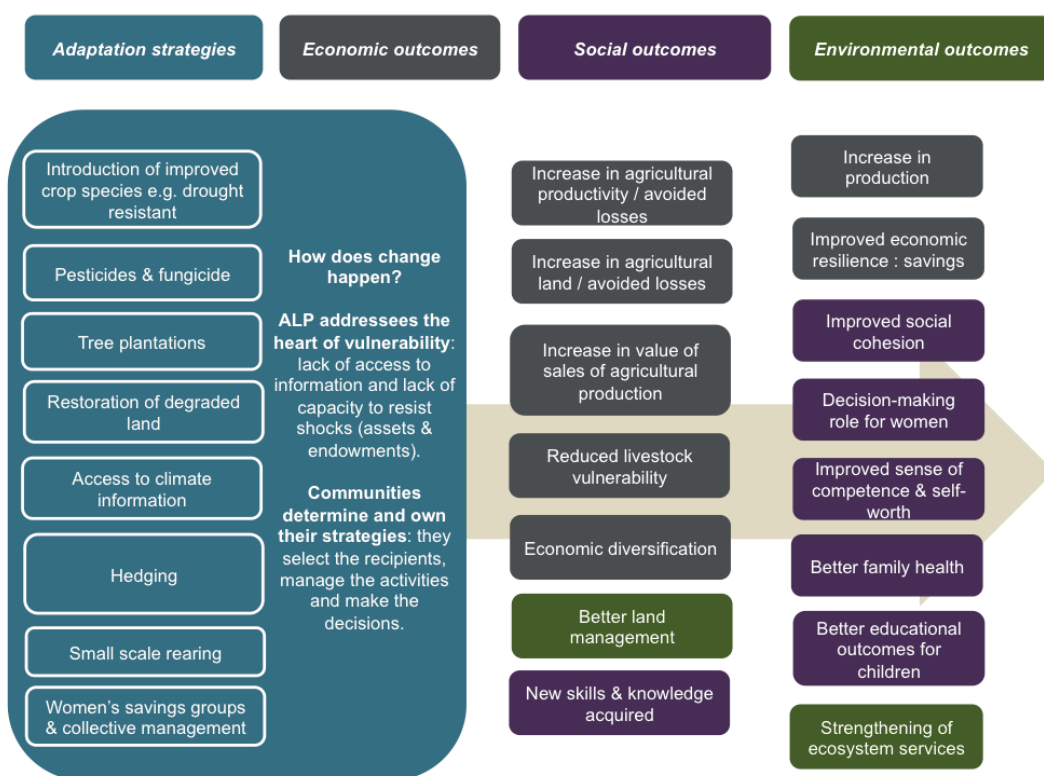 Adaptation strategies
Economic outcomes
Social outcomes
Environmental outcomes
Introduction of improved
crop species e.g. drought
resistant
Pesticides & fungicide
Tree plantations
Restoration of degraded
land
Access to climate
information
Hedging
Small scale rearing
Women's savings groups
& collective management
How does change
happen?
ALP addressees the
heart of vulnerability:
lack of access to
information and lack of
capacity to resist
shocks (assets &
endowments).
Communities
determine and own
their strategies: they
select the recipients,
manage the activities
and make the
decisions.
Increase in agricultural
productivity / avoided
losses
Increase in agricultural
land / avoided losses
Increase in value of
sales of agricultural
production
Reduced livestock
vulnerability
Economic diversification
Better land
management
New skills & knowledge
acquired
Increase in
production
Improved economic
resilience : savings
Improved social
cohesion
Decision-making
role for women
Improved sense of
competence & self-
worth
Better family health
Better educational
outcomes for
children
Strengthening of
ecosystem services